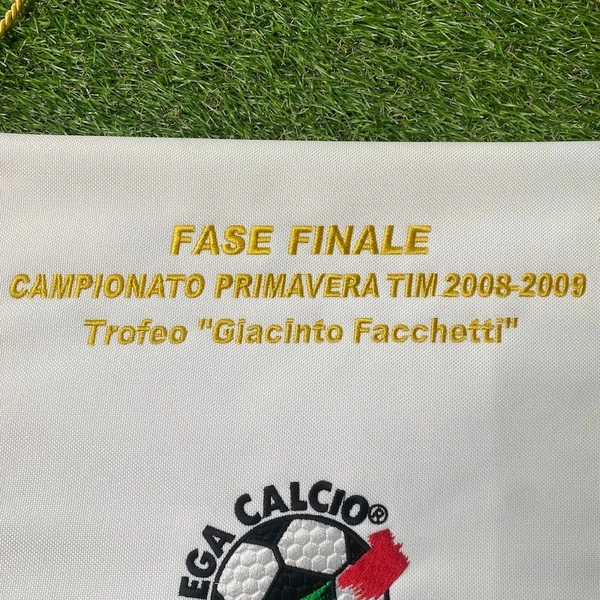 FASE FINALE
CAMPIONATO PRIMAVERA TIM 2008-2009
Trofeo "Giacinto Facchetti"
EGA CALCIO®